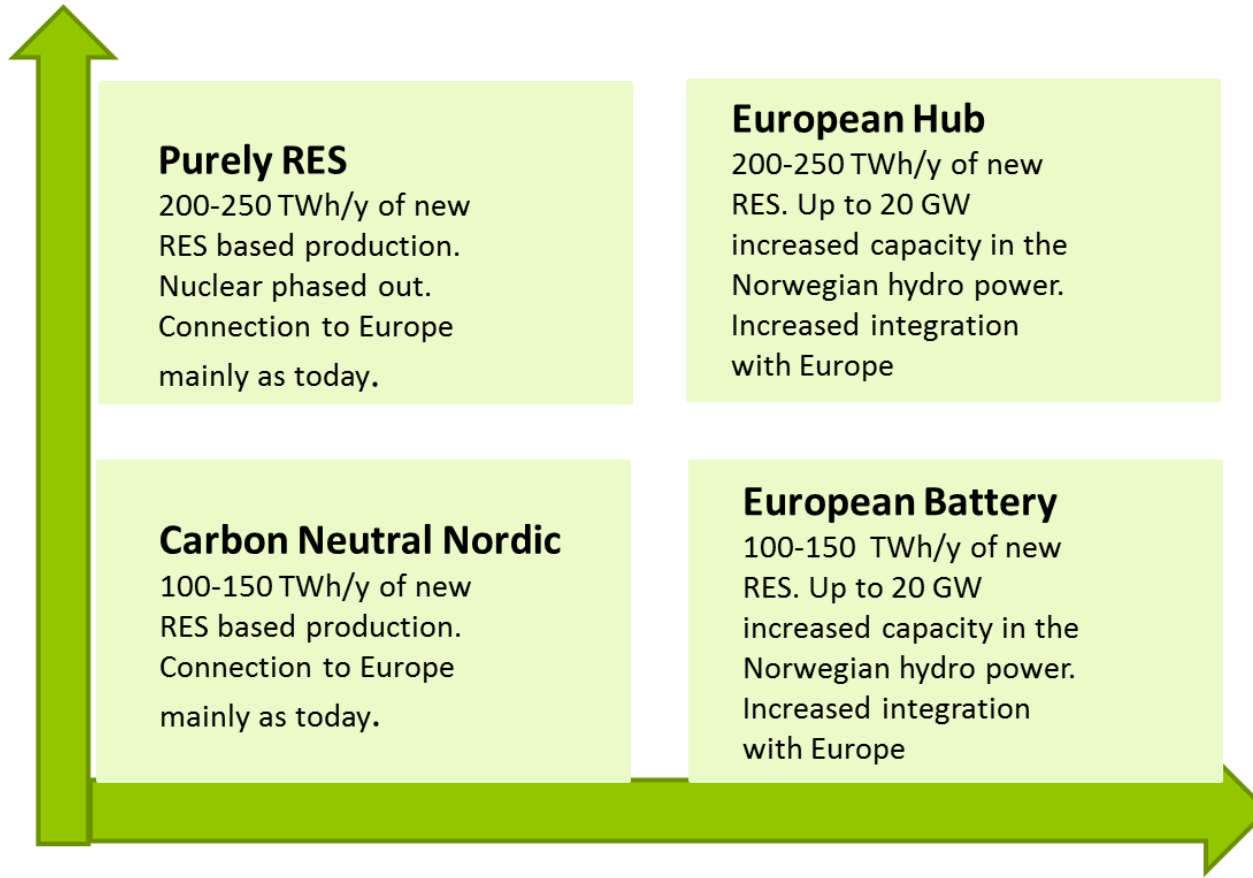 Purely RES
200-250 TWh/y of new
RES based production.
Nuclear phased out.
Connection to Europe
mainly as today.
European Hub
200-250 TWh/y of new
RES. Up to 20 GW
increased capacity in the
Norwegian hydro power.
Increased integration
with Europe
Carbon Neutral Nordic
100-150 TWh/y of new
RES based production.
Connection to Europe
mainly as today.
European Battery
100-150 TWh/y of new
RES. Up to 20 GW
increased capacity in the
Norwegian hydro power.
Increased integration
with Europe